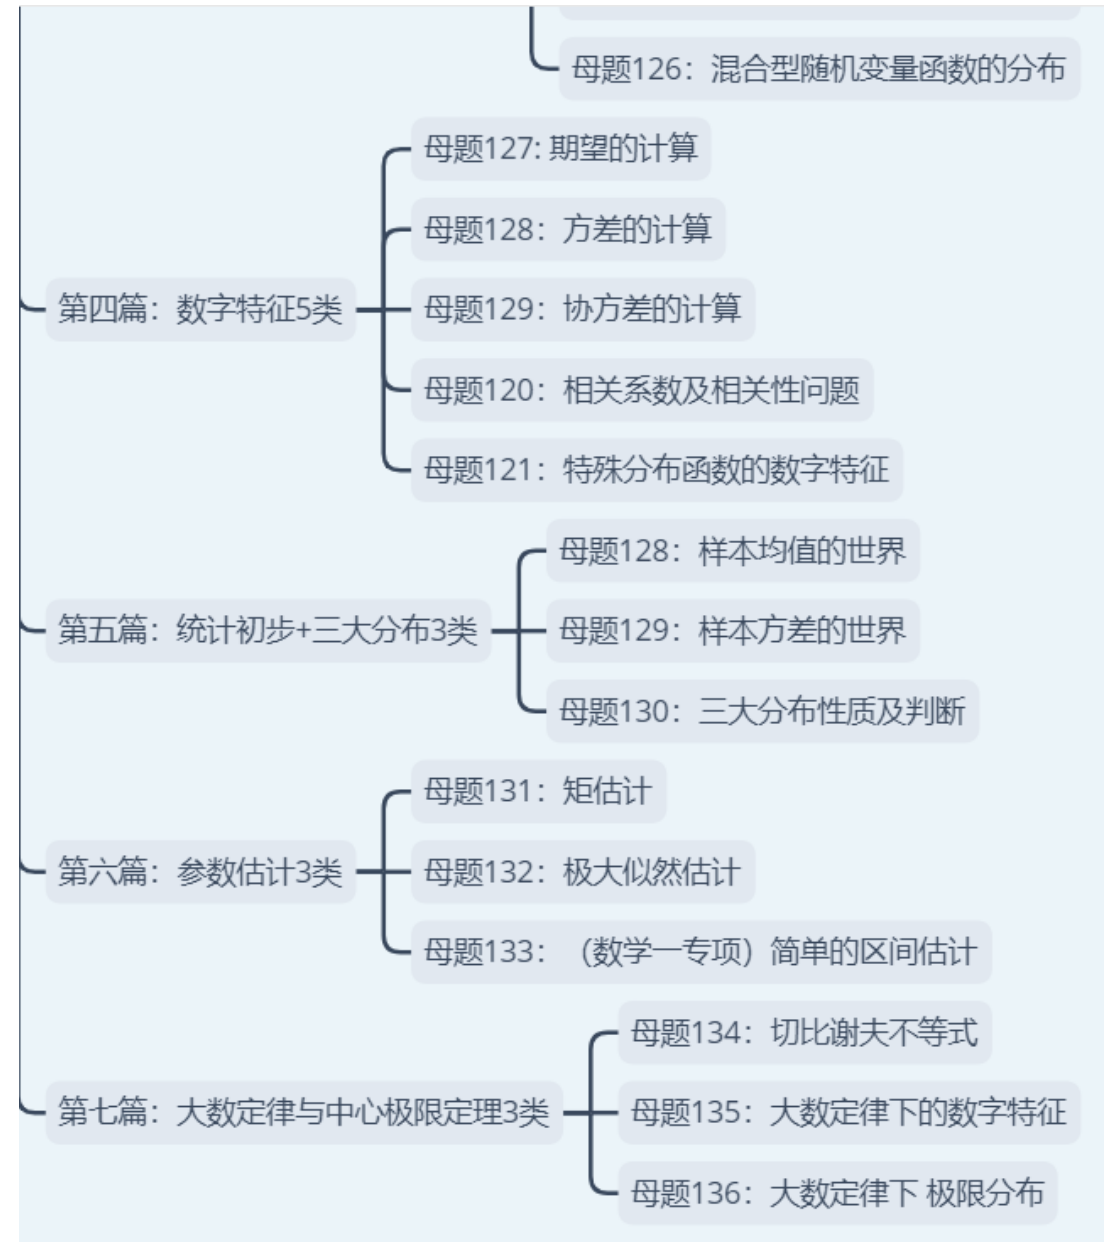 母题126：混合型随机变量函数的分布
第四篇：数字特征5类
母题127: 期望的计算
母题128：方差的计算
母题129：协方差的计算
母题120：相关系数及相关性问题
母题121：特殊分布函数的数字特征
第五篇：统计初步+三大分布3类
母题128：样本均值的世界
母题129：样本方差的世界
母题130：三大分布性质及判断
第六篇：参数估计3类
母题131：矩估计
母题132：极大似然估计
母题133：（数学一专项）简单的区间估计
第七篇：大数定律与中心极限定理3类
母题134：切比谢夫不等式
母题135：大数定律下的数字特征
母题136：大数定律下 极限分布